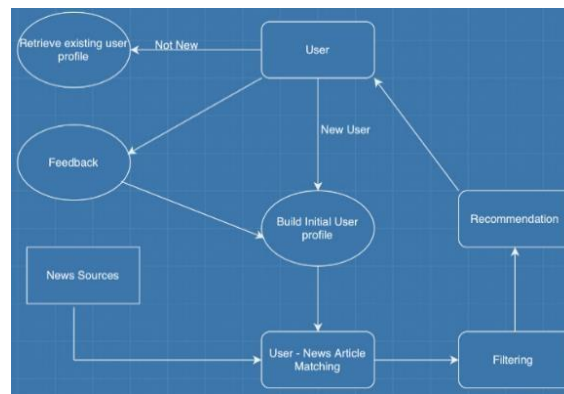 Retrieve existing user
profile
Not New
User
New User
Feedback
Build Initial User
profile
Recommendation
News Sources
User - News Article
Matching
Filtering